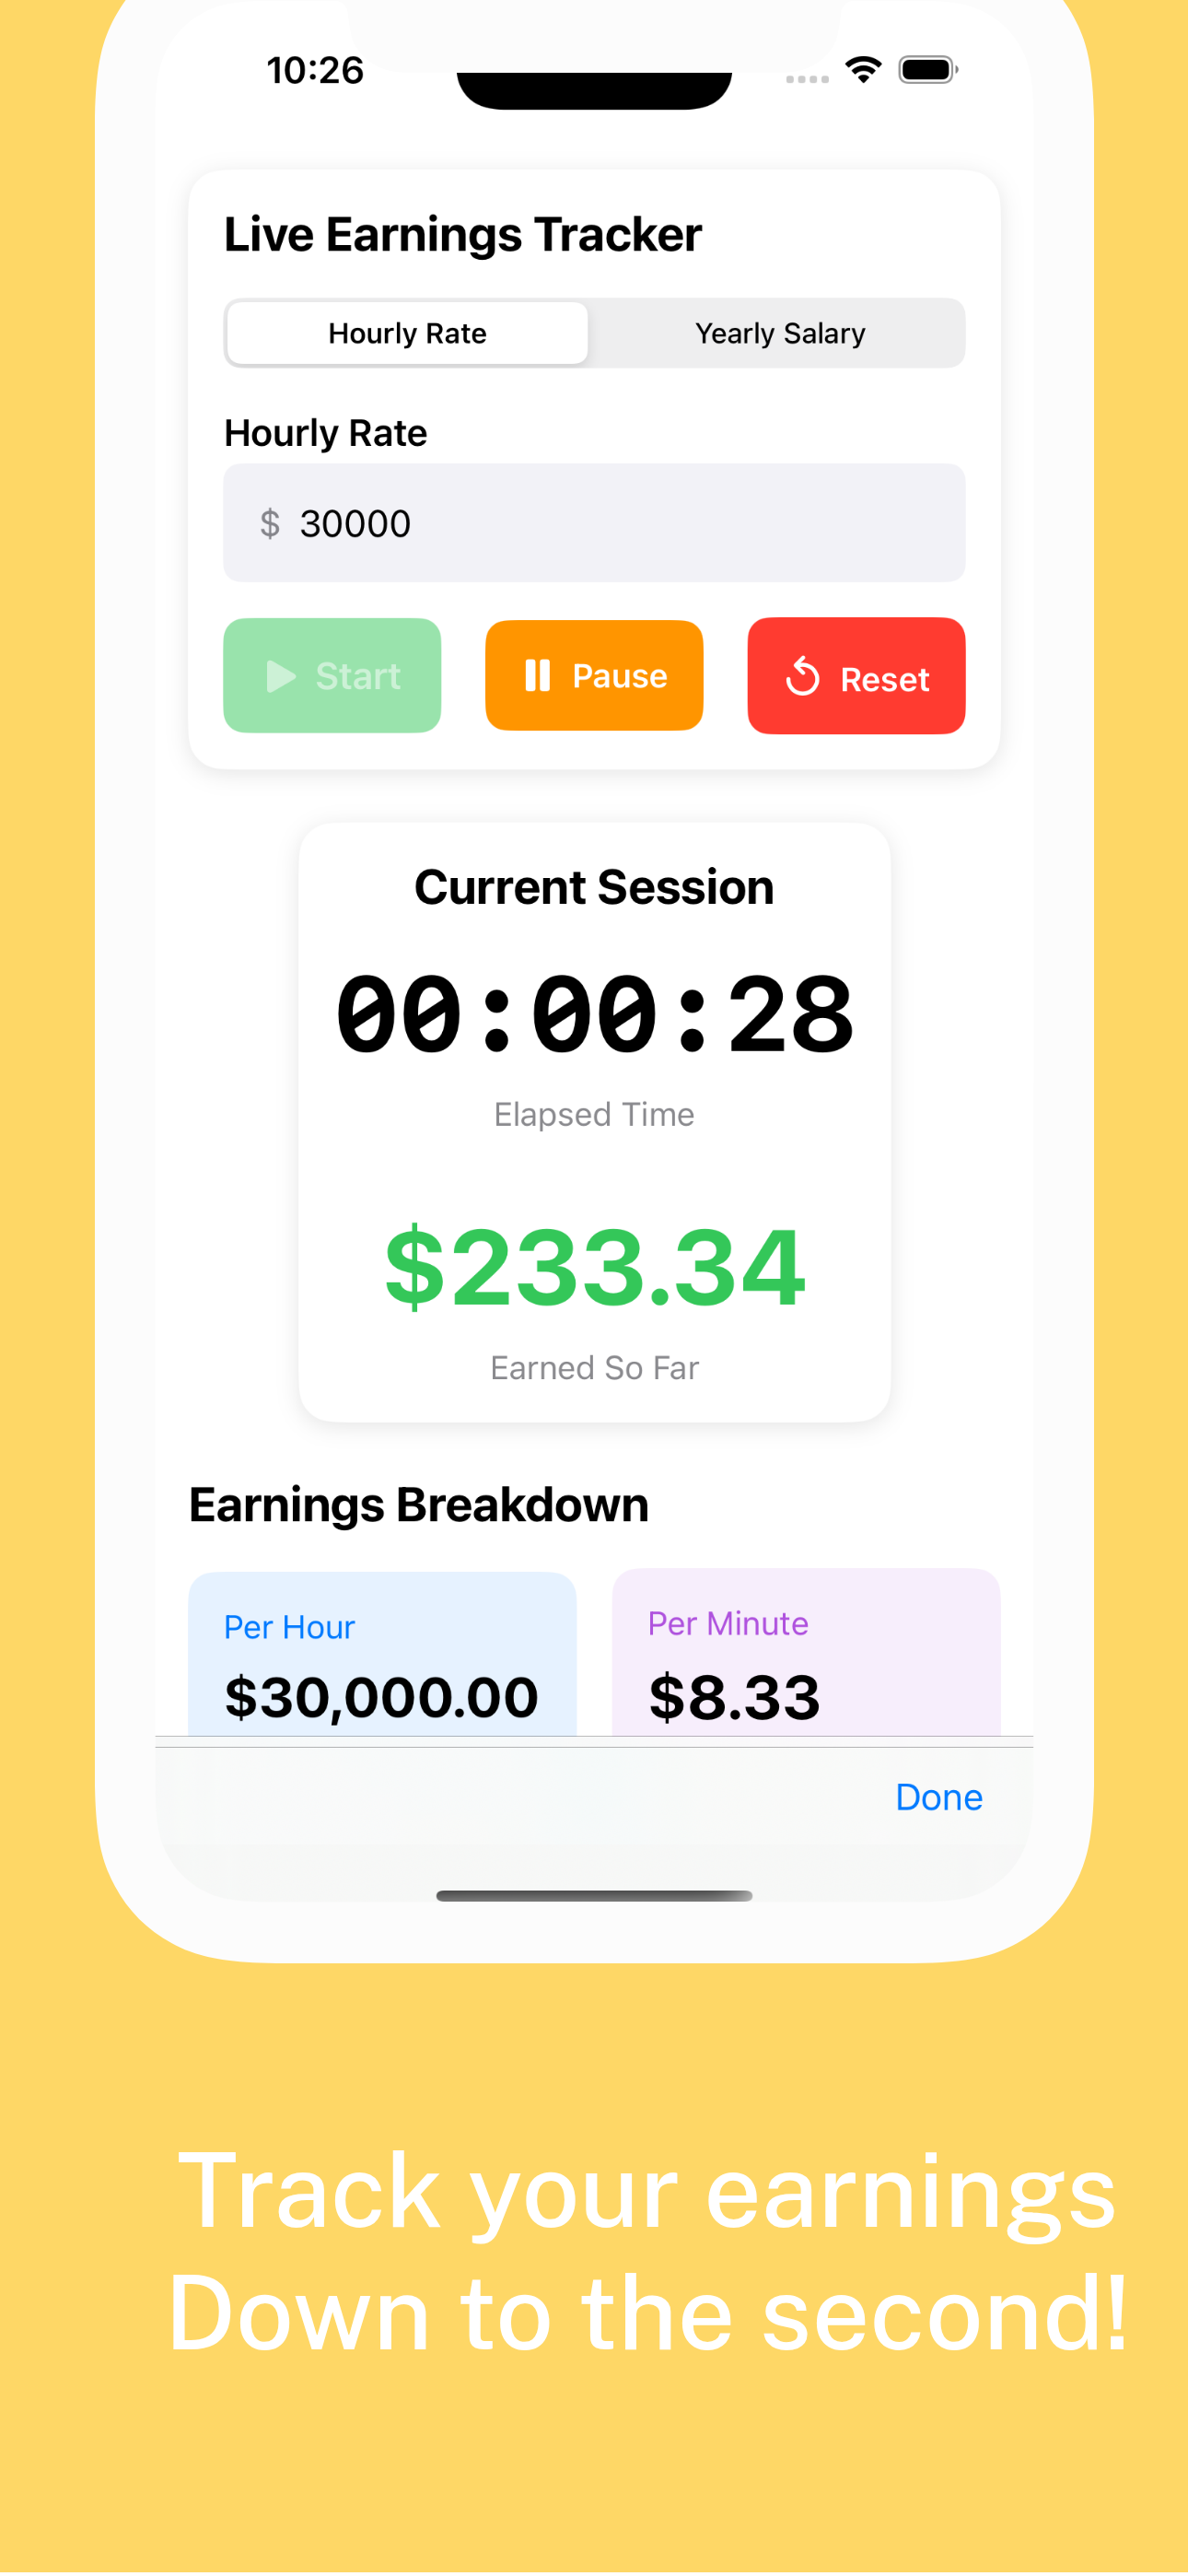 10:26
Live Earnings Tracker
Hourly Rate Yearly Salary
Hourly Rate
$ 30000
Start Pause Reset
Current Session
00:00:28
Elapsed Time
$233.34
Earned So Far
Earnings Breakdown
Per Hour Per Minute
$30,000.00 $8.33
Done
Track your earnings
Down to the second!